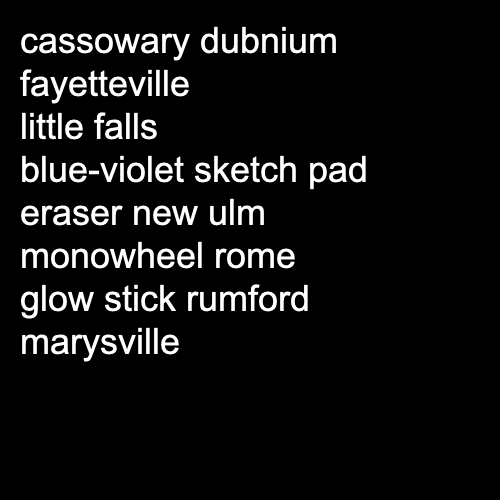 cassowary dubnium
fayetteville
little falls
blue-violet sketch pad
eraser new ulm
monowheel rome
glow stick rumford
marysville